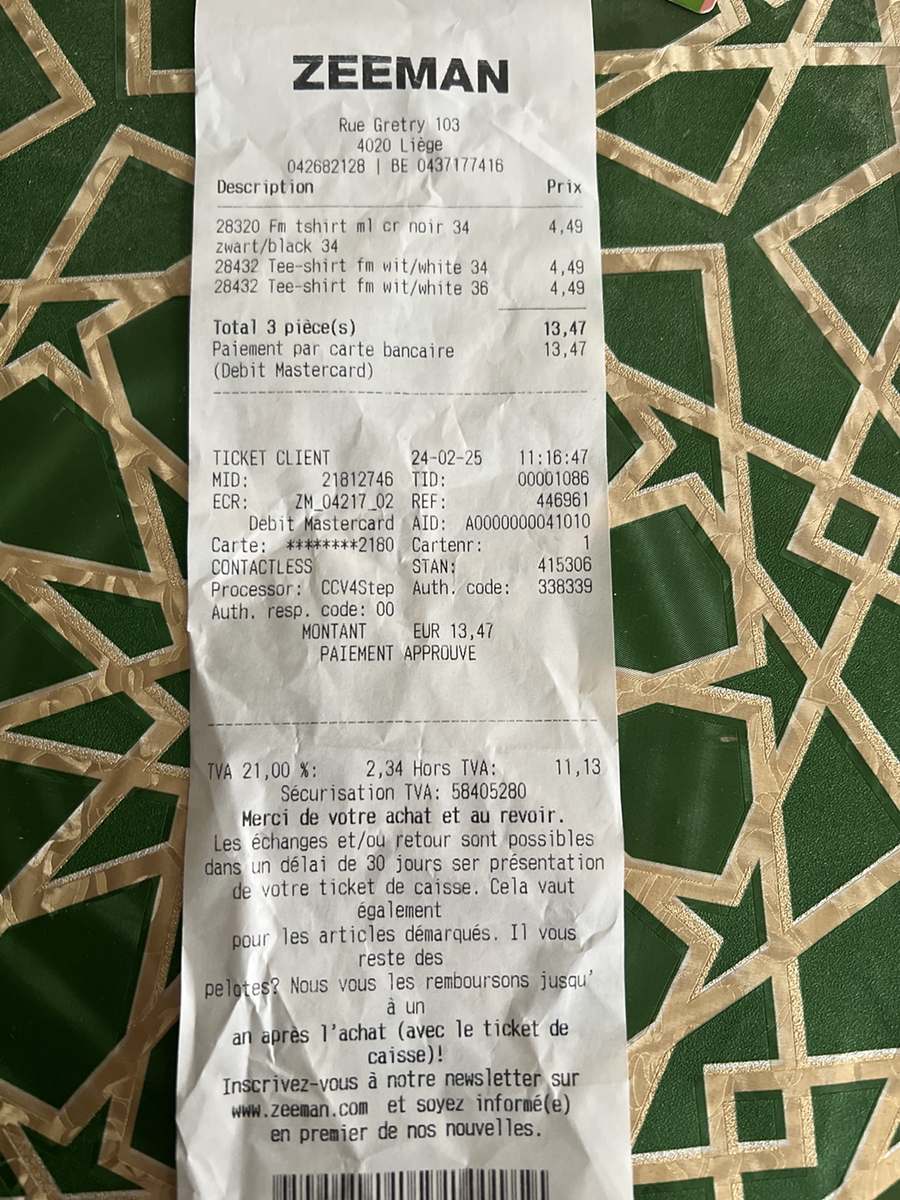 ZEEMAN
Rue Gretry 103
4020 Liège
042682128 | BE 0437177416
Description Prix
28320 Fm tshirt ml cr noir 34 4,49
zwart/black 34
28432 Tee-shirt fm wit/white 34 4,49
28432 Tee-shirt fm wit/white 36 4,49
Total 3 pièce(s) 13,47
Paiement par carte bancaire 13,47
(Debit Mastercard)
TICKET CLIENT 24-02-25 11:16:47
MID: 21812746 TID: 00001086
ECR: ZM_04217_02 REF: 446961
Debit Mastercard AID: A0000000041010
Carte: ********2180 Cartenr: 1
CONTACTLESS STAN: 415306
Processor: CCV4Step Auth. code: 338339
Auth. resp. code: 00
MONTANT EUR 13,47
PAIEMENT APPROUVE
TVA 21,00 %: 2,34 Hors TVA: 11,13
Sécurisation TVA: 58405280
Merci de votre achat et au revoir.
Les échanges et/ou retour sont possibles
dans un délai de 30 jours ser présentation
de votre ticket de caisse. Cela vaut
également
pour les articles démarqués. Il vous
reste des
pelotes? Nous vous les remboursons jusqu'
à un
an après l'achat (avec le ticket de
caisse)!
Inscrivez-vous à notre newsletter sur
www.zeeman.com et soyez informé(e)
en premier de nos nouvelles.